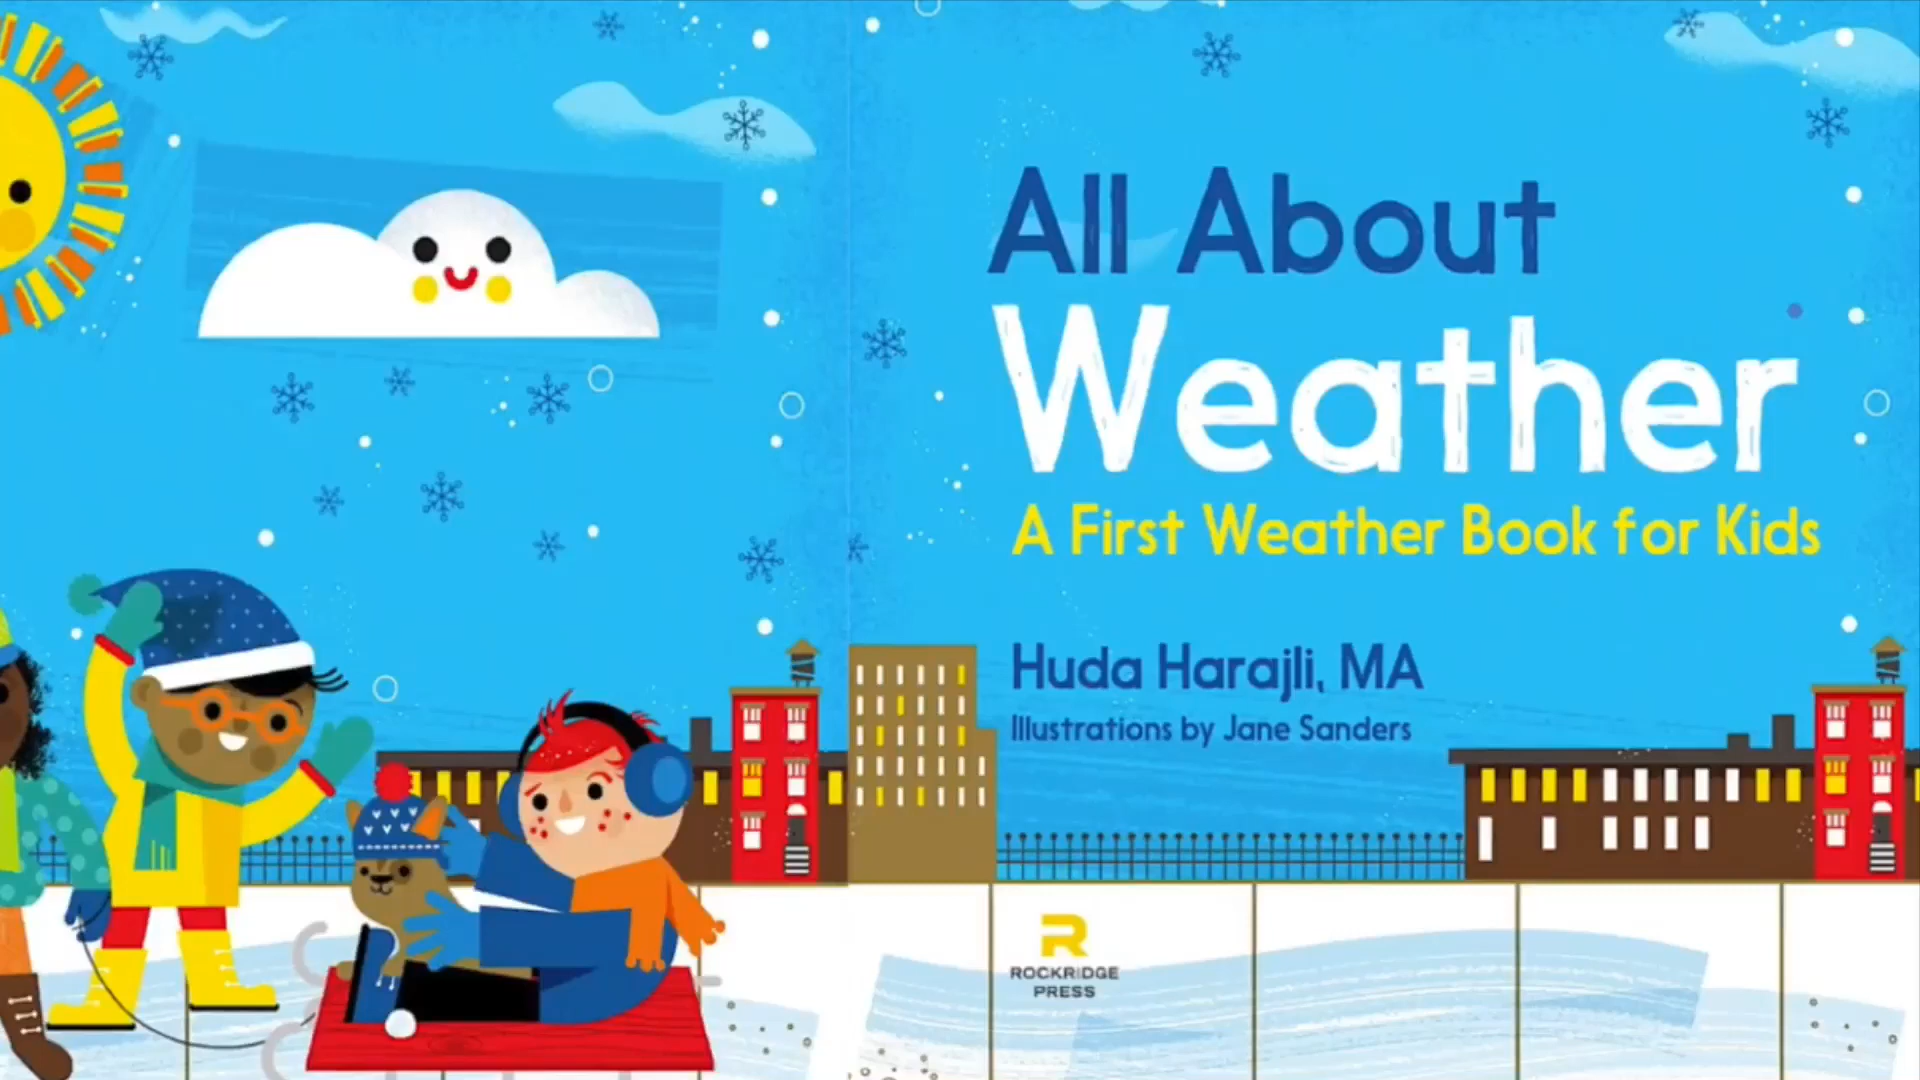 All About
Weather
A First Weather Book for Kids
Huda Harajli, MA
Illustrations by Jane Sanders
R
ROCKRIDGE
PRESS